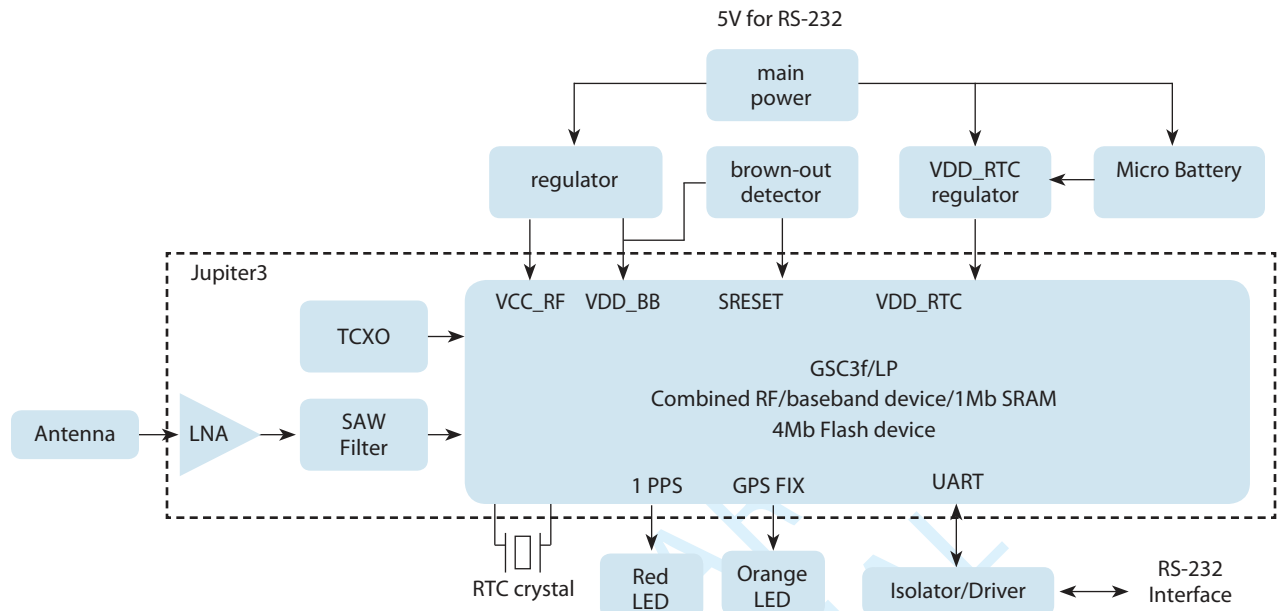 5V for RS-232
main
power
regulator
brown-out
detector
VDD_RTC
regulator
Micro Battery
Jupiter3
VCC_RF
VDD_BB
SRESET
VDD_RTC
TCXO
GSC3f/LP
Combined RF/baseband device/1Mb SRAM
4Mb Flash device
Antenna
LNA
SAW
Filter
1 PPS
GPS FIX
UART
RTC crystal
Red
LED
Orange
LED
Isolator/Driver
RS-232
Interface